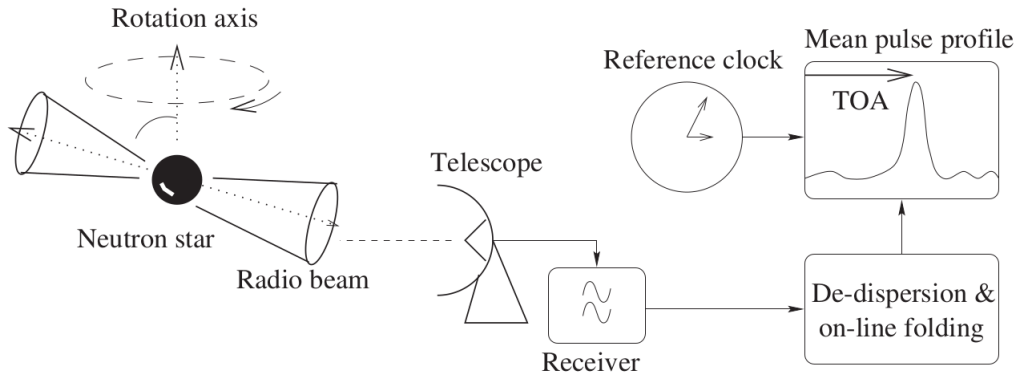 Rotation axis
Neutron star
Radio beam
Telescope
Receiver
Reference clock
Mean pulse profile
TOA
De-dispersion &
on-line folding